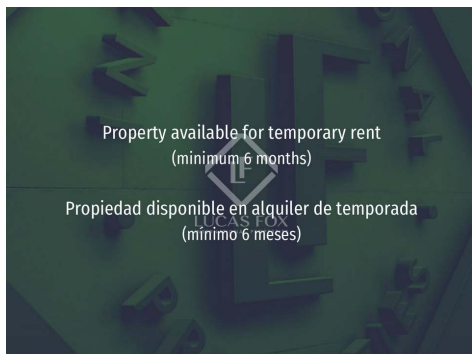 Property available for temporary rent
(minimum 6 months)
LF
Propiedad disponible en alquiler de temporada
LUCAS FOX
(mínimo 6 meses)